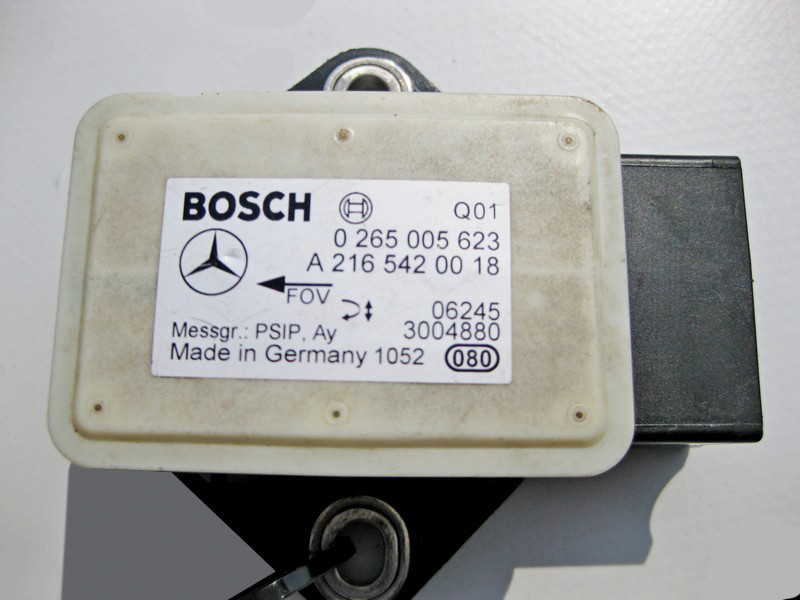 BOSCH Q01
0 265 005 623
A 216 542 00 18
FOV
06245
Messgr.: PSIP, Ay 3004880
Made in Germany 1052 080